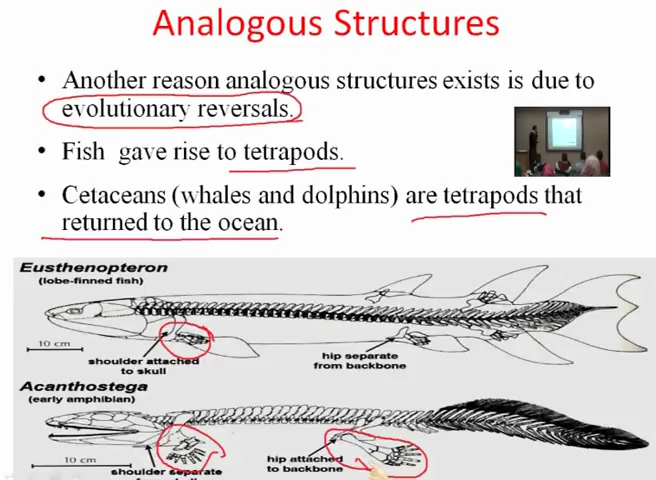 Analogous Structures
• Another reason analogous structures exists is due to
evolutionary reversals.
• Fish gave rise to tetrapods.
• Cetaceans (whales and dolphins) are tetrapods that
returned to the ocean.
Eusthenopteron
(lobe-finned fish)
10 cm
shoulder attached
to skull
hip separate
from backbone
Acanthostega
(early amphibian)
10 cm
shoulder separate
hip attached
to backbone